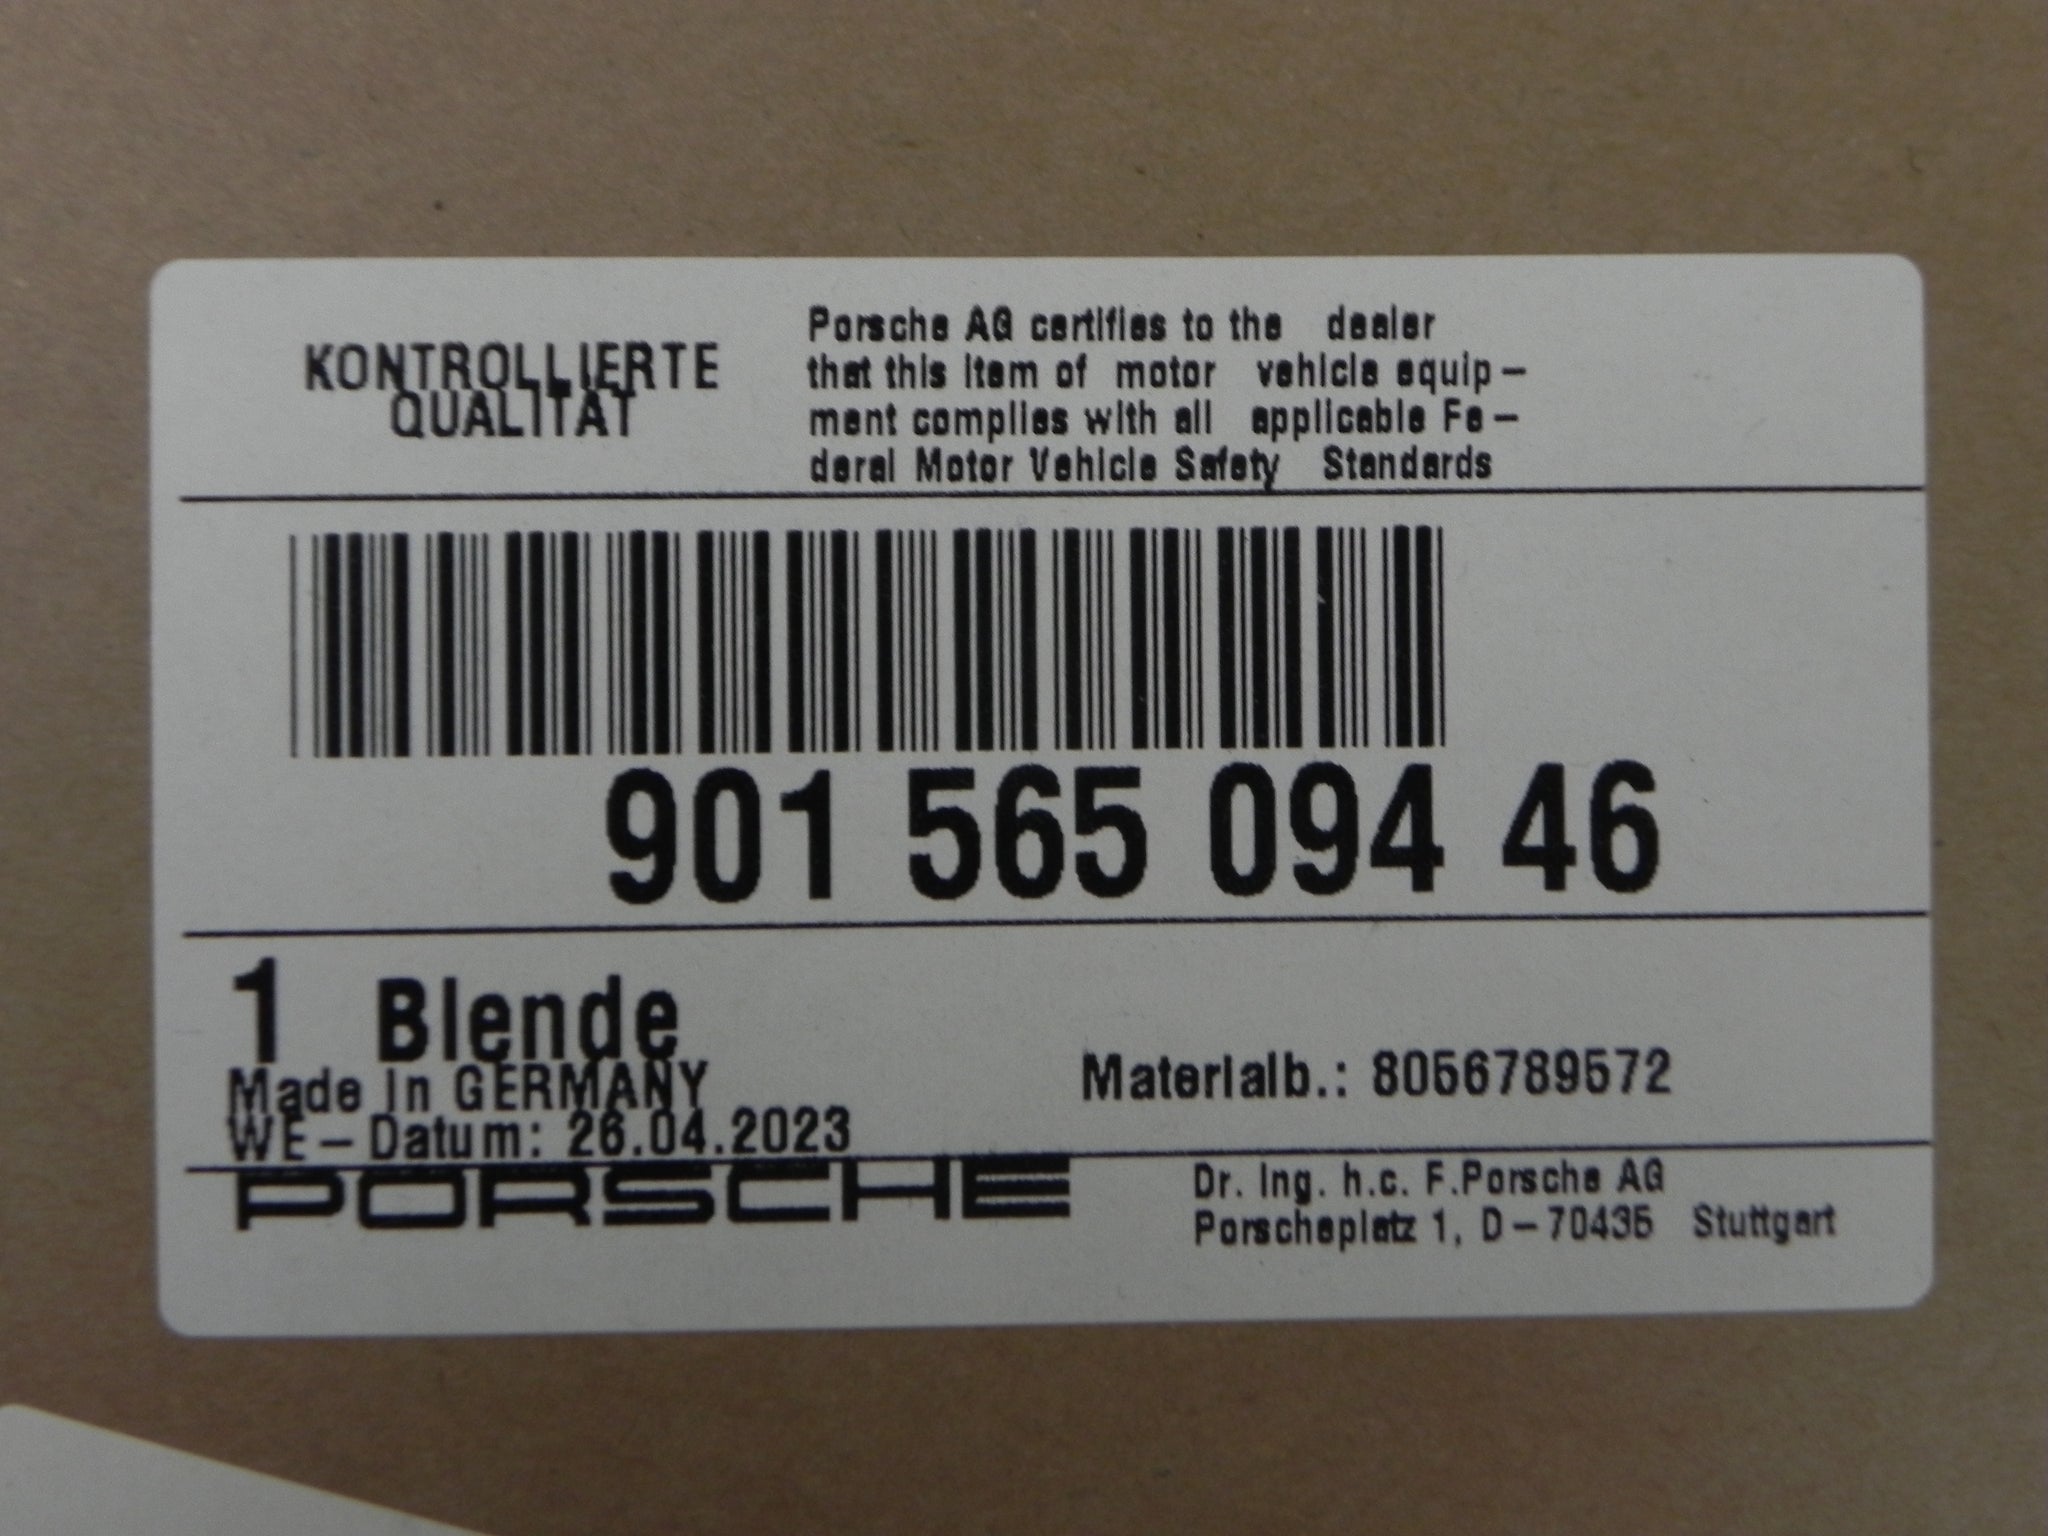 KONTROLLIERTE
QUALITÄT
Porsche AG certifies to the dealer
that this item of motor vehicle equip-
ment complies with all applicable Fe-
deral Motor Vehicle Safety Standards
901 565 094 46
1 Blende
Made in GERMANY
WE-Datum: 26.04.2023
Materialb.: 8056789572
PORSCHE
Dr. Ing. h.c. F.Porsche AG
Porscheplatz 1, D-70435 Stuttgart